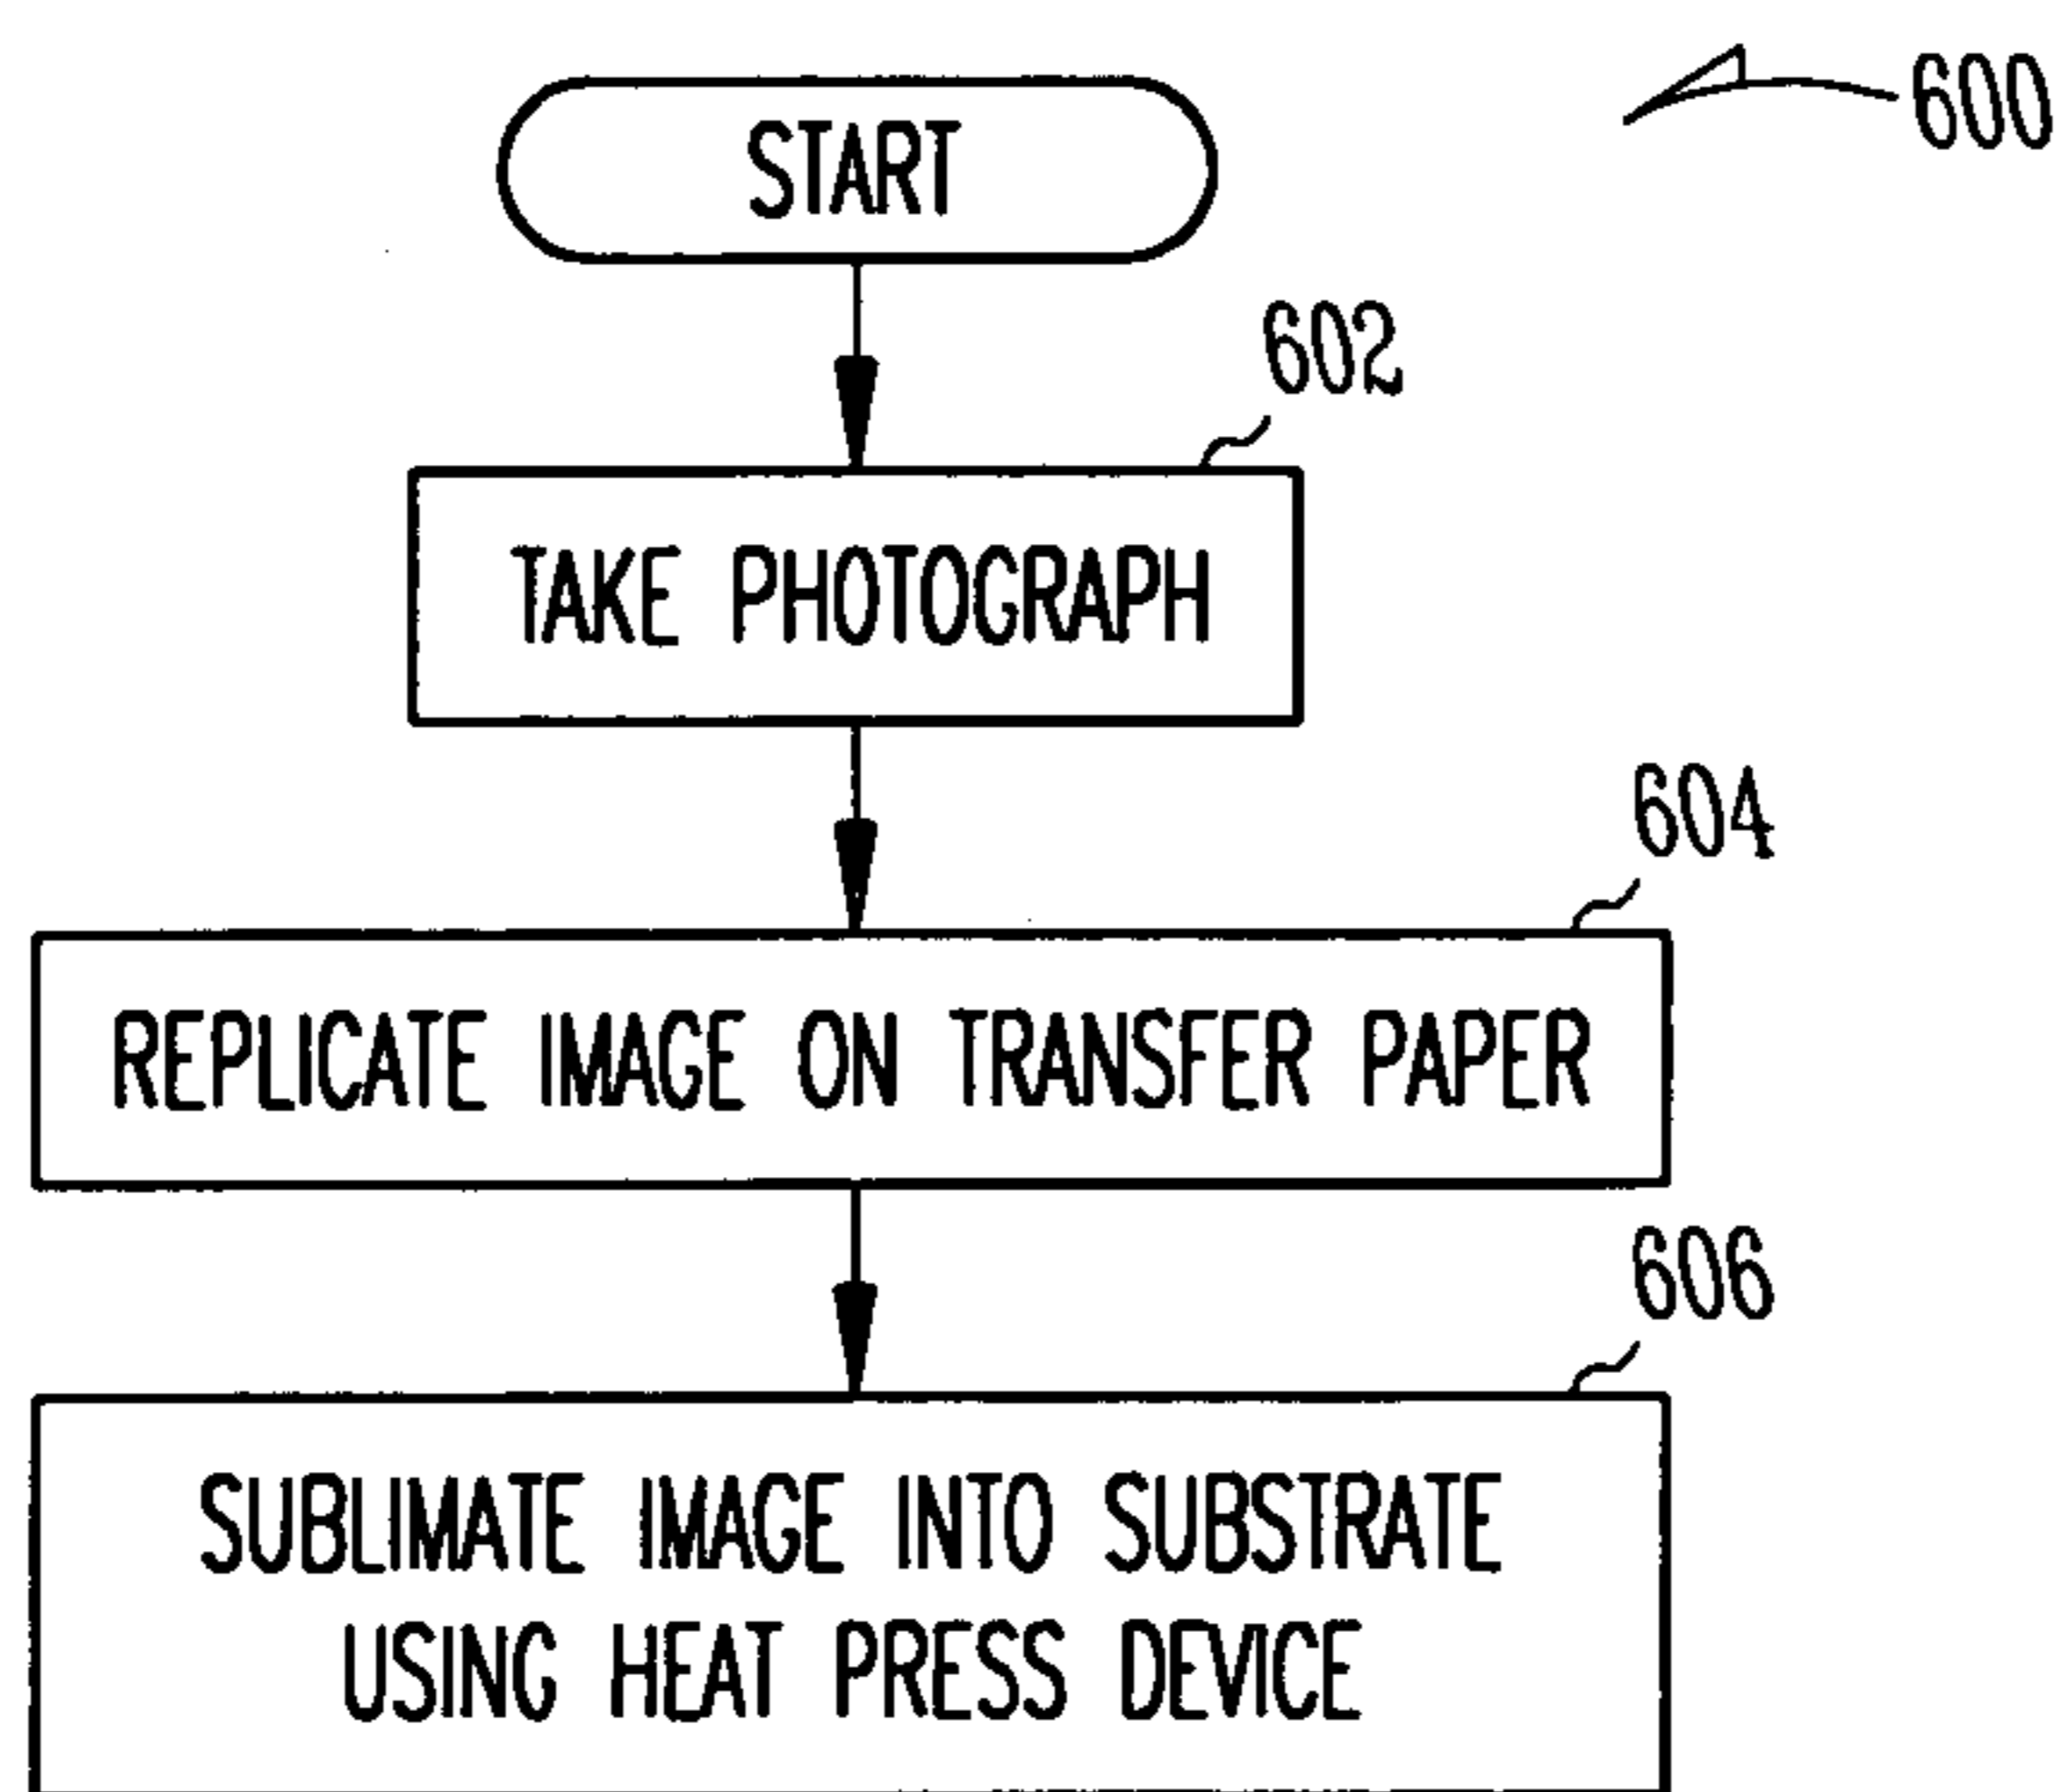 START
600
602
TAKE PHOTOGRAPH
604
REPLICATE IMAGE ON TRANSFER PAPER
606
SUBLIMATE IMAGE INTO SUBSTRATE
USING HEAT PRESS DEVICE